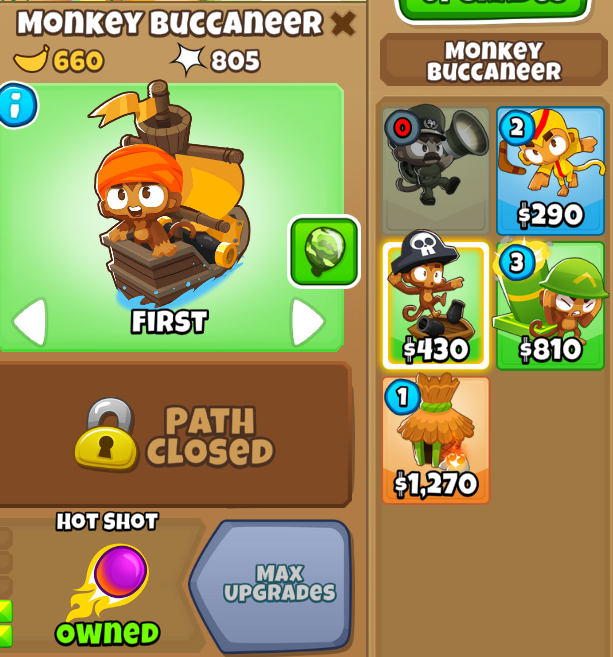 MONKEY BUCCANEER
660
805
i
FIRST
PATH
CLOSED
HOT SHOT
OWNED
MAX
UPGRADES
UPGRADES
MONKEY
BUCCANEER
0
2
$290
$430
3
$810
1
$1,270